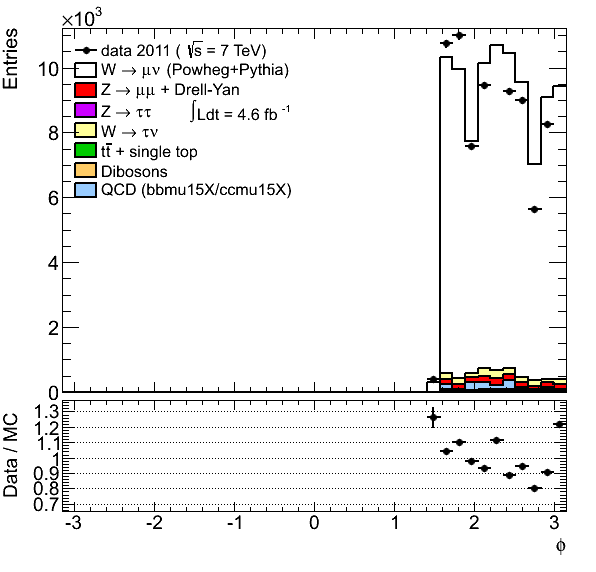 ×10³
Entries
data 2011 ( √s = 7 TeV)
W → μν (Powheg+Pythia)
Z → μμ + Drell-Yan
Z → ττ
∫Ldt = 4.6 fb⁻¹
W → τν
tt̄ + single top
Dibosons
QCD (bbmu15X/ccmu15X)
10
8
6
4
2
0
Data / MC
1.3
1.2
1.1
1
0.9
0.8
0.7
-3 -2 -1 0 1 2 3
ϕ